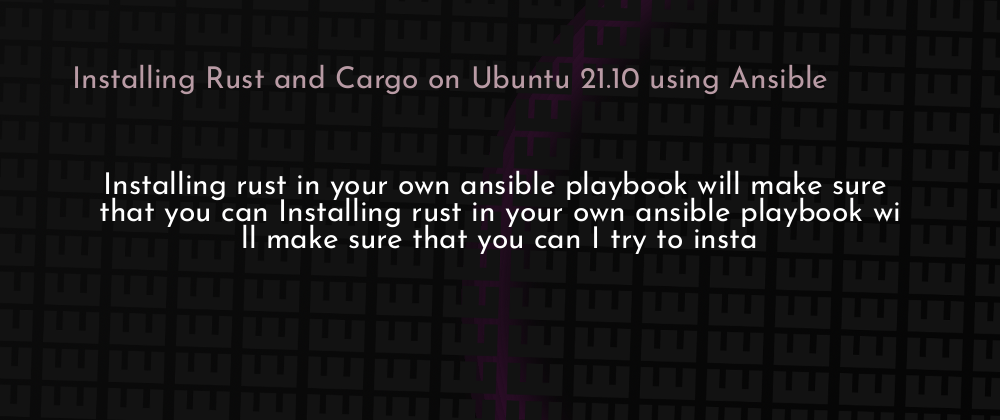 Installing Rust and Cargo on Ubuntu 21.10 using Ansible
Installing rust in your own ansible playbook will make sure
that you can Installing rust in your own ansible playbook wi
ll make sure that you can I try to insta